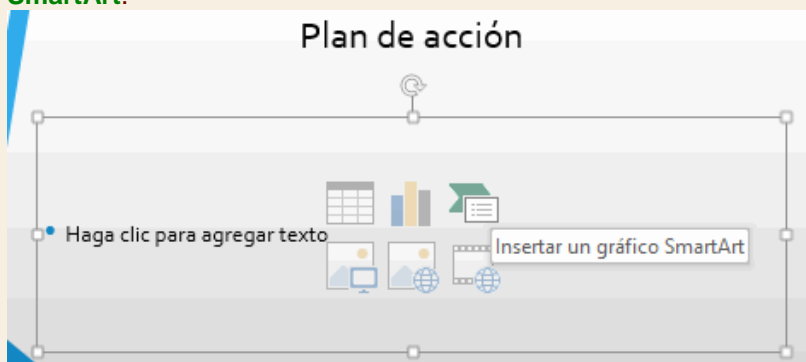 SmartArt.
Plan de acción
Haga clic para agregar texto
Insertar un gráfico SmartArt